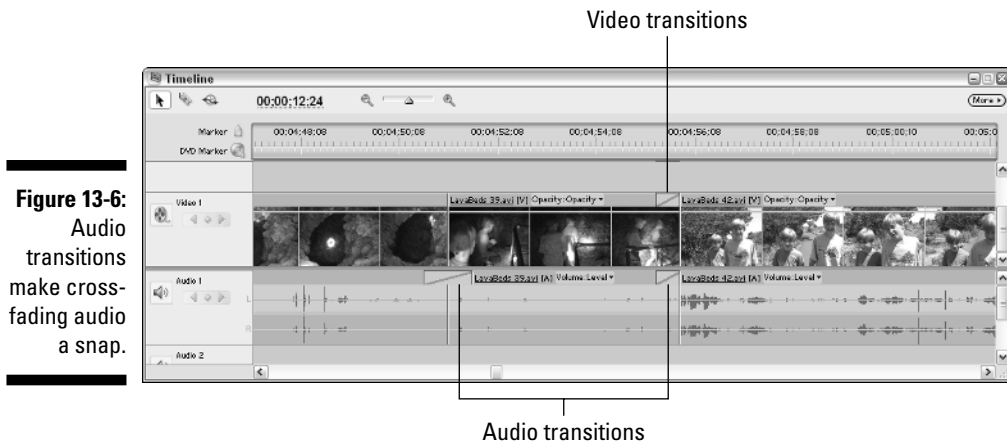 Video transitions
Timeline
00;00;12;24
More
Marker
00;04;48;08 00;04;50;08 00;04;52;08 00;04;54;08 00;04;56;08 00;04;58;08 00;05;00;10 00;05;0
DVD Marker
Figure 13-6:
Audio
transitions
make cross-
fading audio
a snap.
Video 1
LavaBeds 39.avi [V] Opacity:Opacity
LavaBeds 42.avi [V] Opacity:Opacity
Audio 1
LavaBeds 39.avi [A] Volume:Level
LavaBeds 42.avi [A] Volume:Level
L
R
Audio 2
Audio transitions